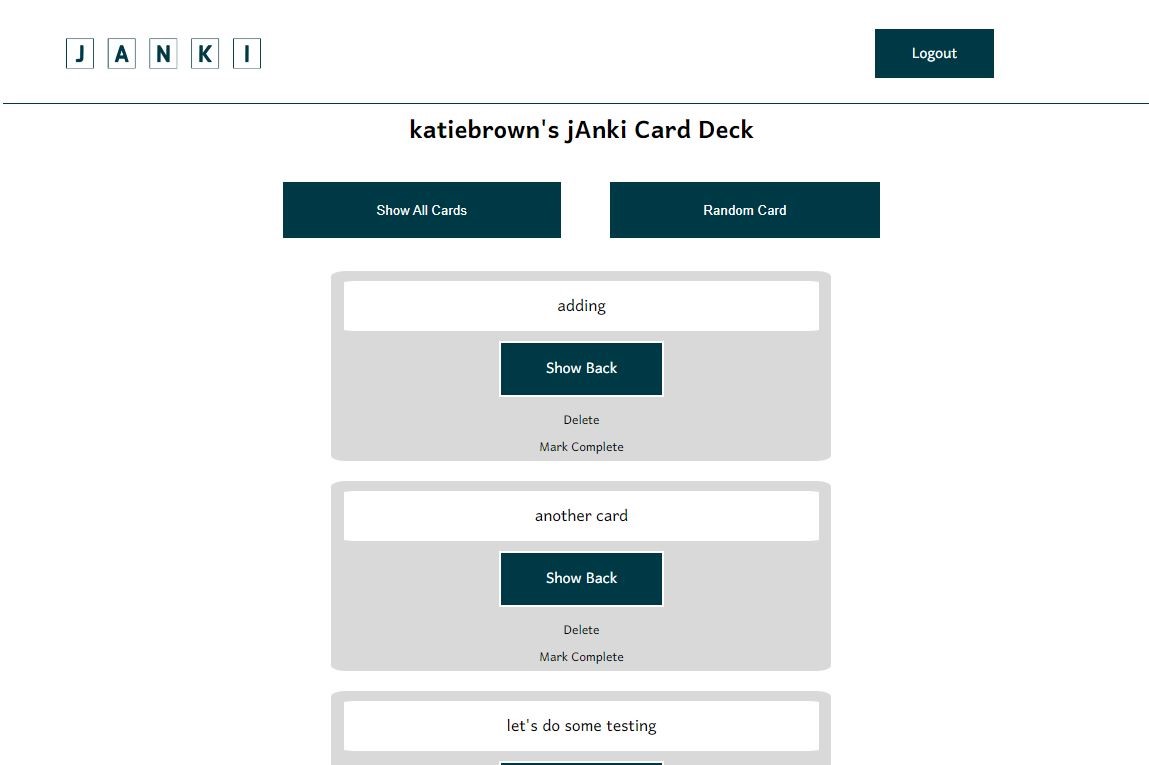 J A N K I
Logout
katiebrown's jAnki Card Deck
Show All Cards
Random Card
adding
Show Back
Delete
Mark Complete
another card
Show Back
Delete
Mark Complete
let's do some testing